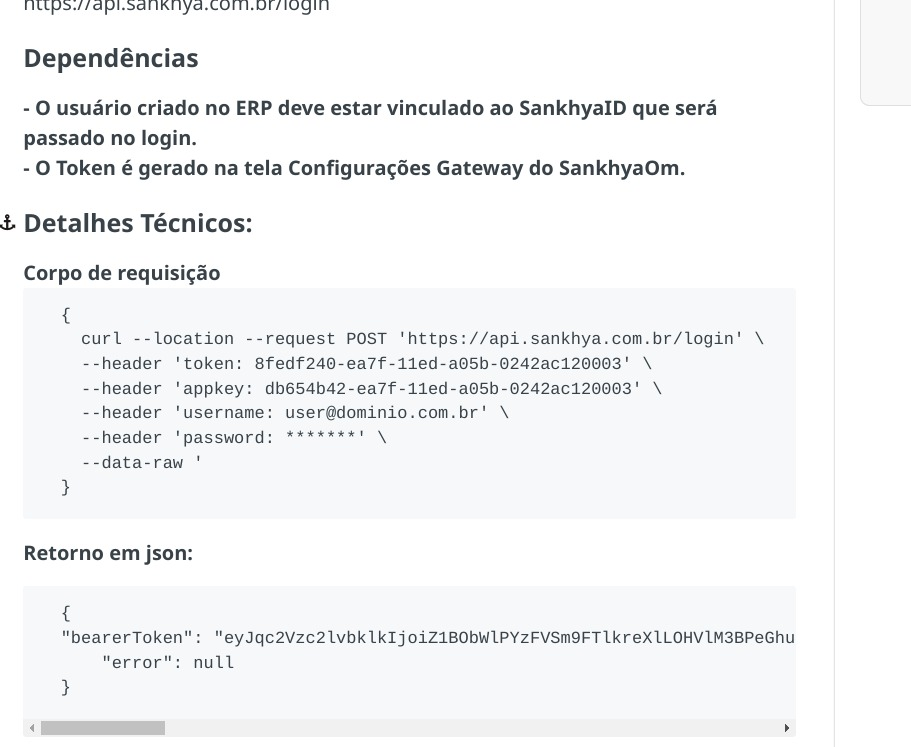 https://api.sankhya.com.br/login
Dependências
- O usuário criado no ERP deve estar vinculado ao SankhyaID que será
passado no login.
- O Token é gerado na tela Configurações Gateway do SankhyaOm.
Detalhes Técnicos:
Corpo de requisição
{
curl --location --request POST 'https://api.sankhya.com.br/login' \
--header 'token: 8fedf240-ea7f-11ed-a05b-0242ac120003' \
--header 'appkey: db654b42-ea7f-11ed-a05b-0242ac120003' \
--header 'username: user@dominio.com.br' \
--header 'password: *******' \
--data-raw '
}
Retorno em json:
{
"bearerToken": "eyJqc2Vzc2lvbklkIjoiZ1BObWlPYzFVSm9FTlkreXlLOHVlM3BPeGhu
"error": null
}